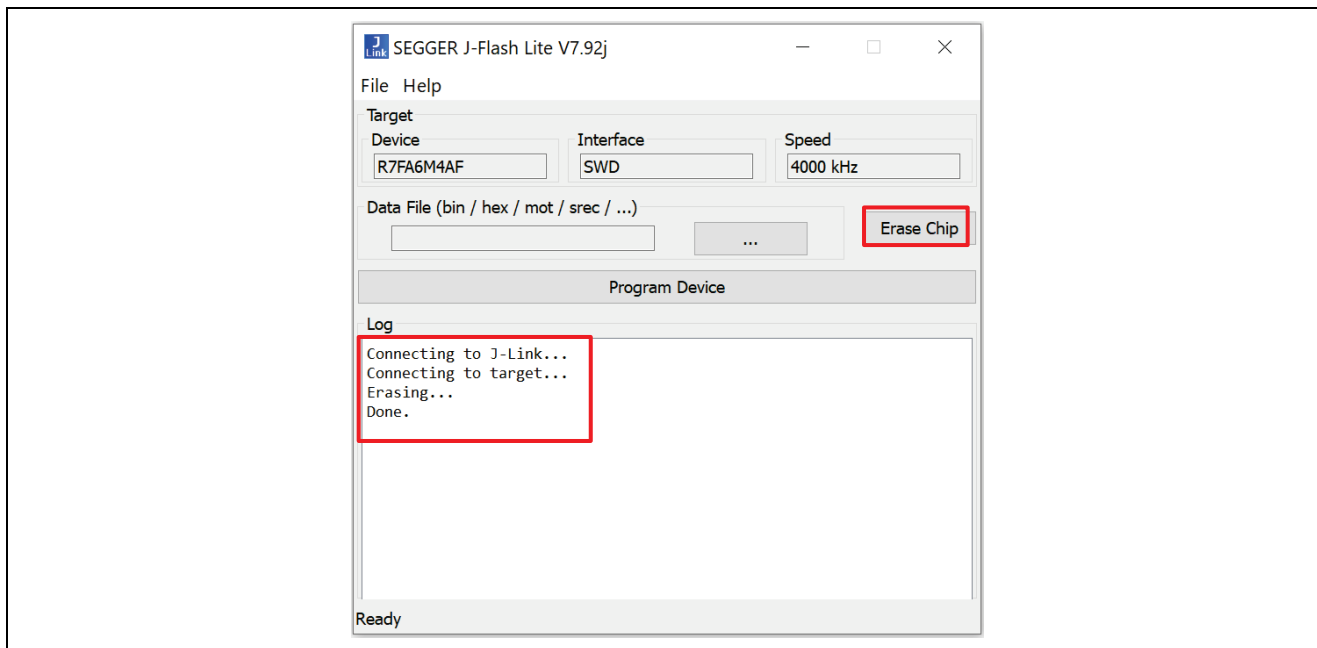 J
Link
SEGGER J-Flash Lite V7.92j
File Help
Target
Device
Interface
Speed
R7FA6M4AF
SWD
4000 kHz
Data File (bin / hex / mot / srec / ...)
...
Erase Chip
Program Device
Log
Connecting to J-Link...
Connecting to target...
Erasing...
Done.
Ready